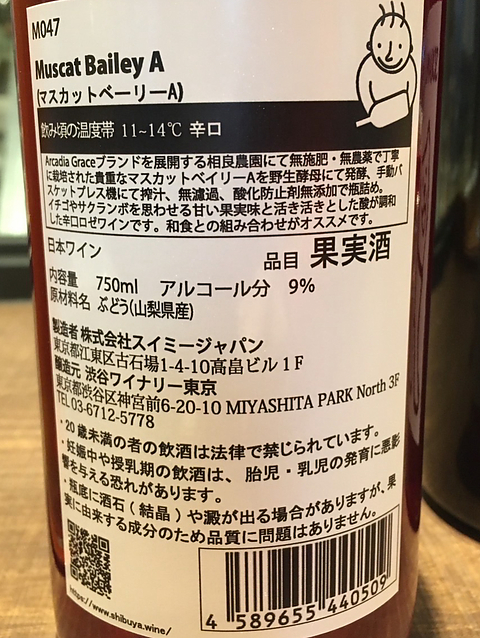 M047
Muscat Bailey A
(マスカットベーリーA)
飲み頃の温度帯 11~14℃ 辛口
Arcadia Graceブランドを展開する相良農園にて無施肥・無農薬で丁寧
に栽培された貴重なマスカットベイリーAを野生酵母にて発酵、手動バ
スケットプレス機にて搾汁、無濾過、酸化防止剤無添加で瓶詰め。
イチゴやサクランボを思わせる甘い果実味と活き活きとした酸が調和
した辛口ロゼワインです。和食との組み合わせがオススメです。
日本ワイン
品目 果実酒
内容量 750ml アルコール分 9%
原材料名 ぶどう(山梨県産)
製造者 株式会社スイミージャパン
東京都江東区古石場1-4-10高畠ビル1F
醸造元 渋谷ワイナリー東京
東京都渋谷区神宮前6-20-10 MIYASHITA PARK North 3F
TEL 03-6712-5778
・20歳未満の者の飲酒は法律で禁じられています。
・妊娠中や授乳期の飲酒は、胎児・乳児の発育に悪影
響を与える恐れがあります。
・瓶底に酒石(結晶)や澱が出る場合がありますが、果
実に由来する成分のため品質に問題はありません。
https://www.shibuya.wine/
4 589655 440509